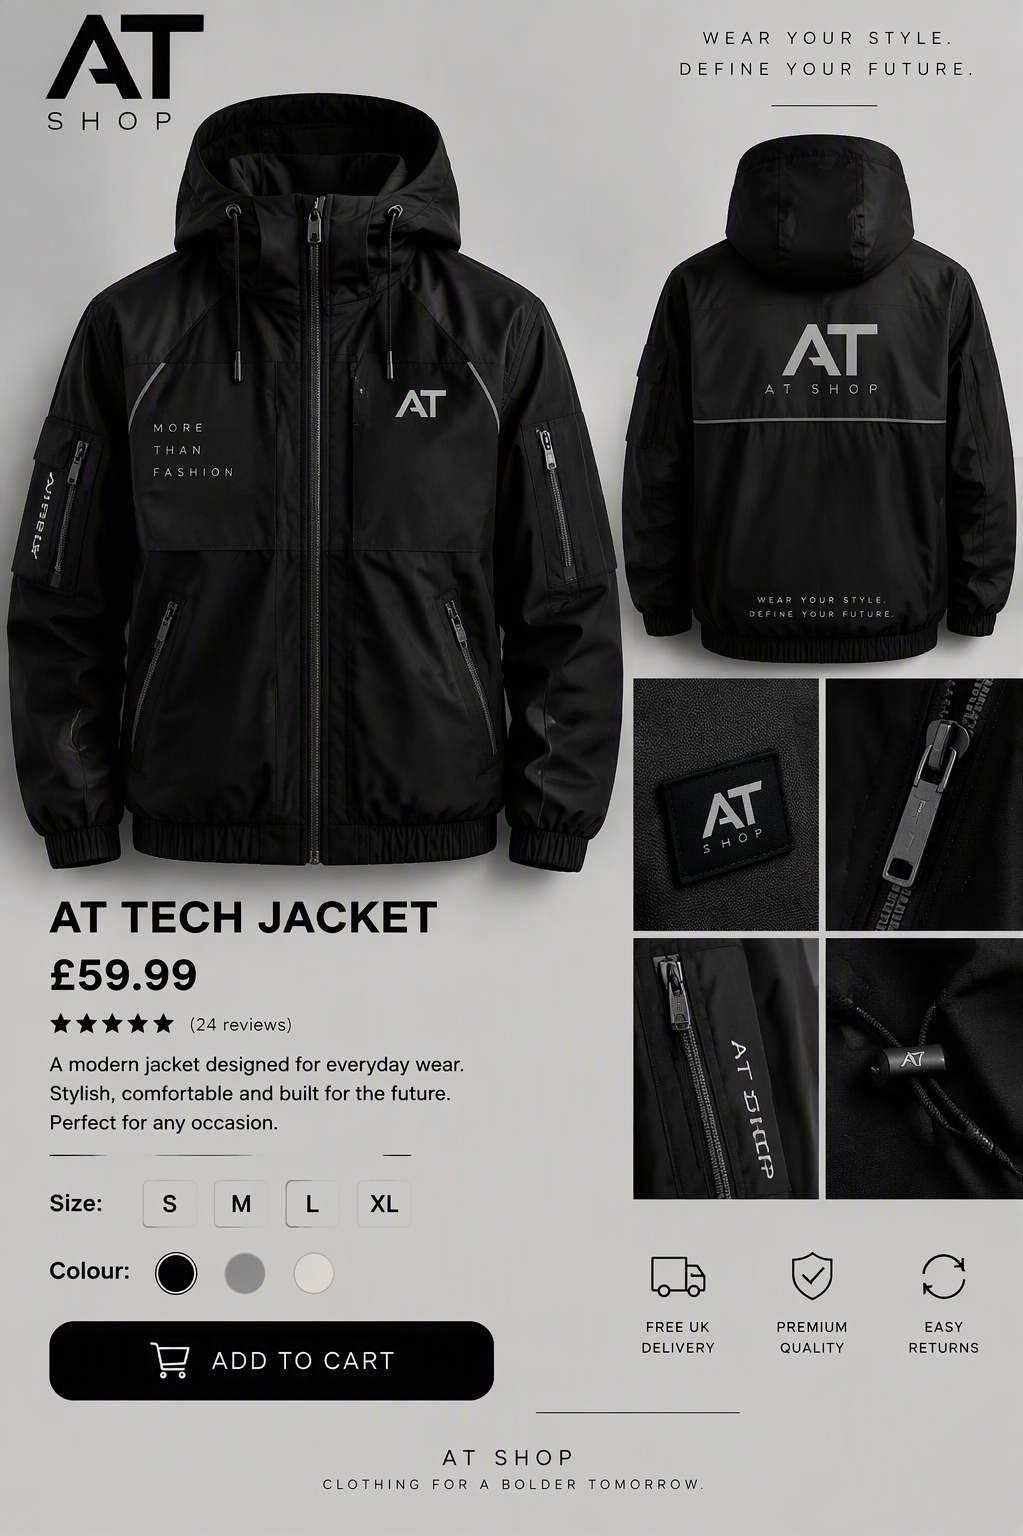 AT
SHOP
WEAR YOUR STYLE.
DEFINE YOUR FUTURE.
MORE
THAN
FASHION
AT
AT
AT SHOP
WEAR YOUR STYLE.
DEFINE YOUR FUTURE.
AT
SHOP
AT
AT
AT TECH JACKET
£59.99
(24 reviews)
A modern jacket designed for everyday wear.
Stylish, comfortable and built for the future.
Perfect for any occasion.
Size: S M L XL
Colour:
ADD TO CART
FREE UK
DELIVERY
PREMIUM
QUALITY
EASY
RETURNS
AT SHOP
CLOTHING FOR A BOLDER TOMORROW.